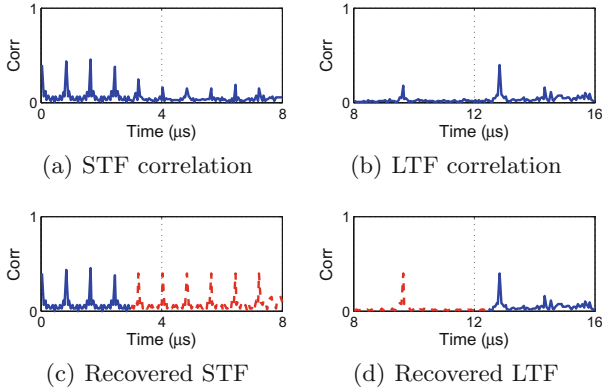 1
Corr
0
0 4 8
Time (μs)
(a) STF correlation
1
Corr
0
8 12 16
Time (μs)
(b) LTF correlation
1
Corr
0
0 4 8
Time (μs)
(c) Recovered STF
1
Corr
0
8 12 16
Time (μs)
(d) Recovered LTF